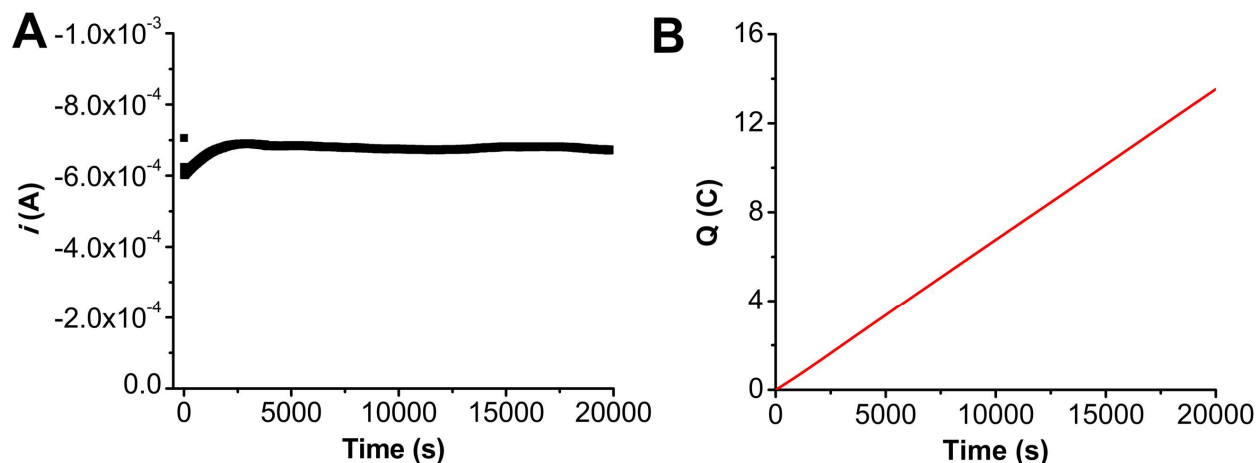 A
-1.0x10⁻³
-8.0x10⁻⁴
-6.0x10⁻⁴
-4.0x10⁻⁴
-2.0x10⁻⁴
0.0
i (A)
0 5000 10000 15000 20000
Time (s)
B
16
12
8
4
0
Q (C)
0 5000 10000 15000 20000
Time (s)